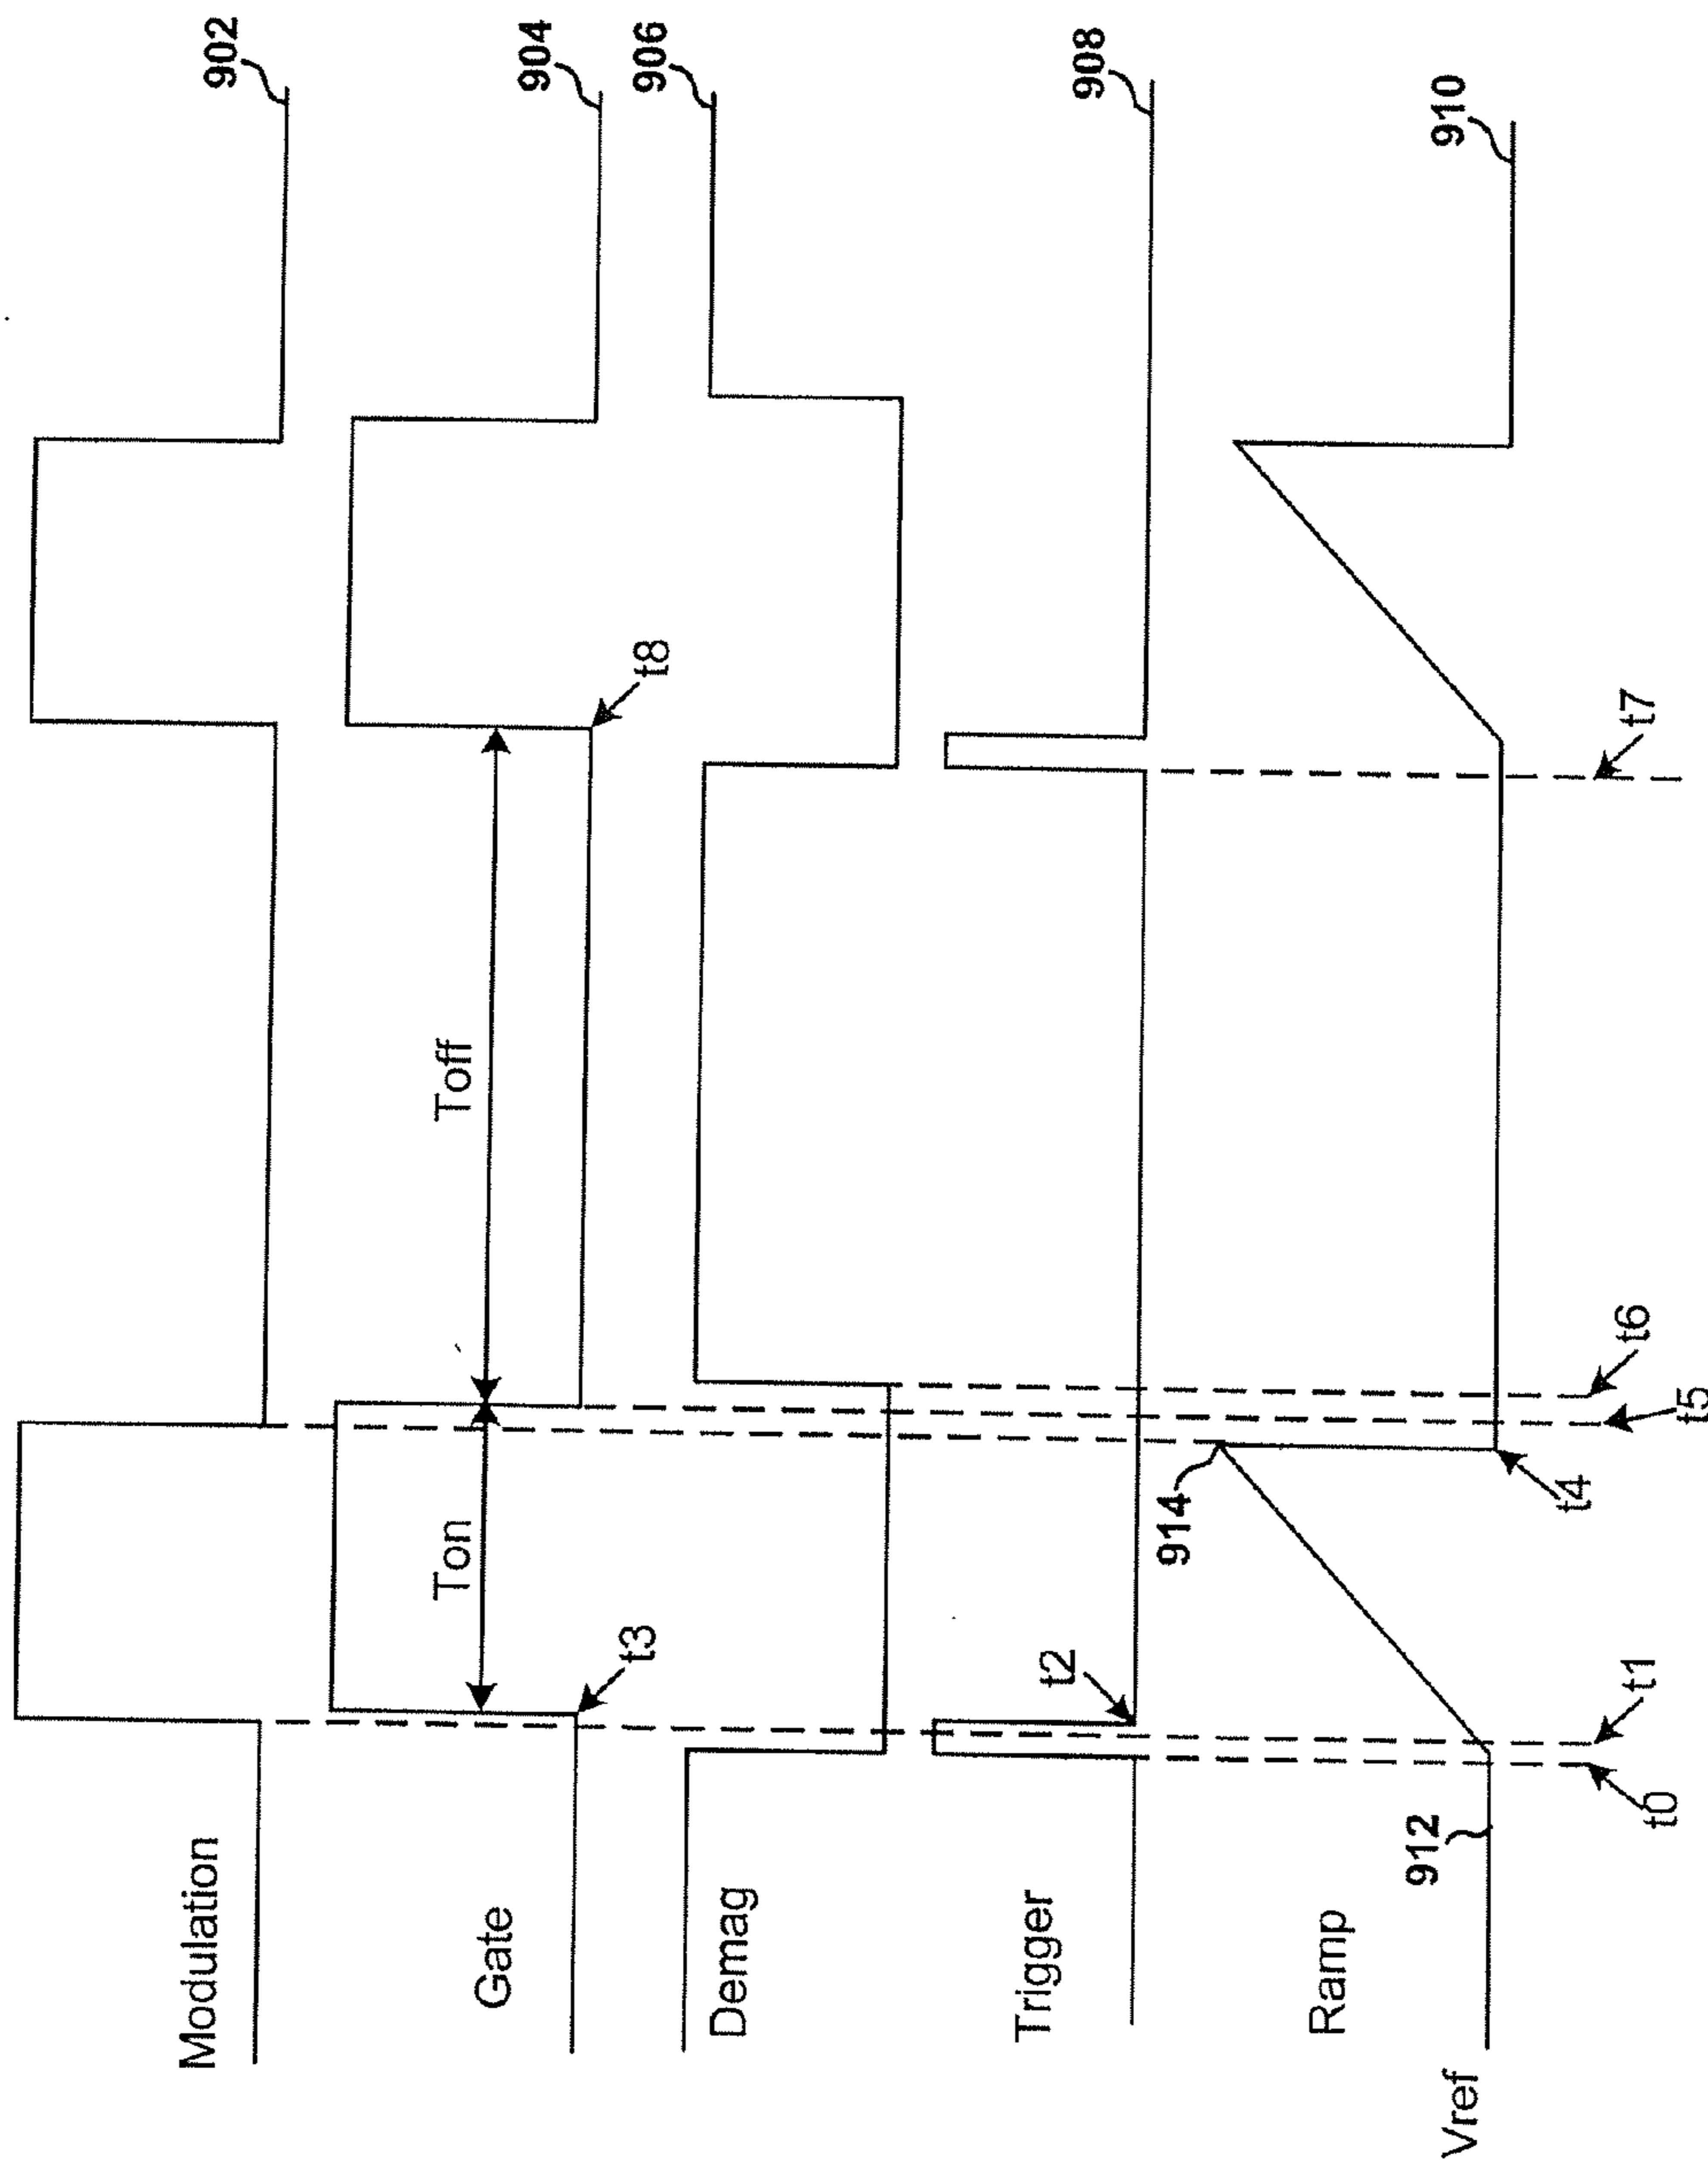 Modulation
902
Gate
904
Ton
Toff
t3
t8
Demag
906
Trigger
908
t2
Ramp
910
914
912
Vref
t4
t0
t1
t5
t6
t7